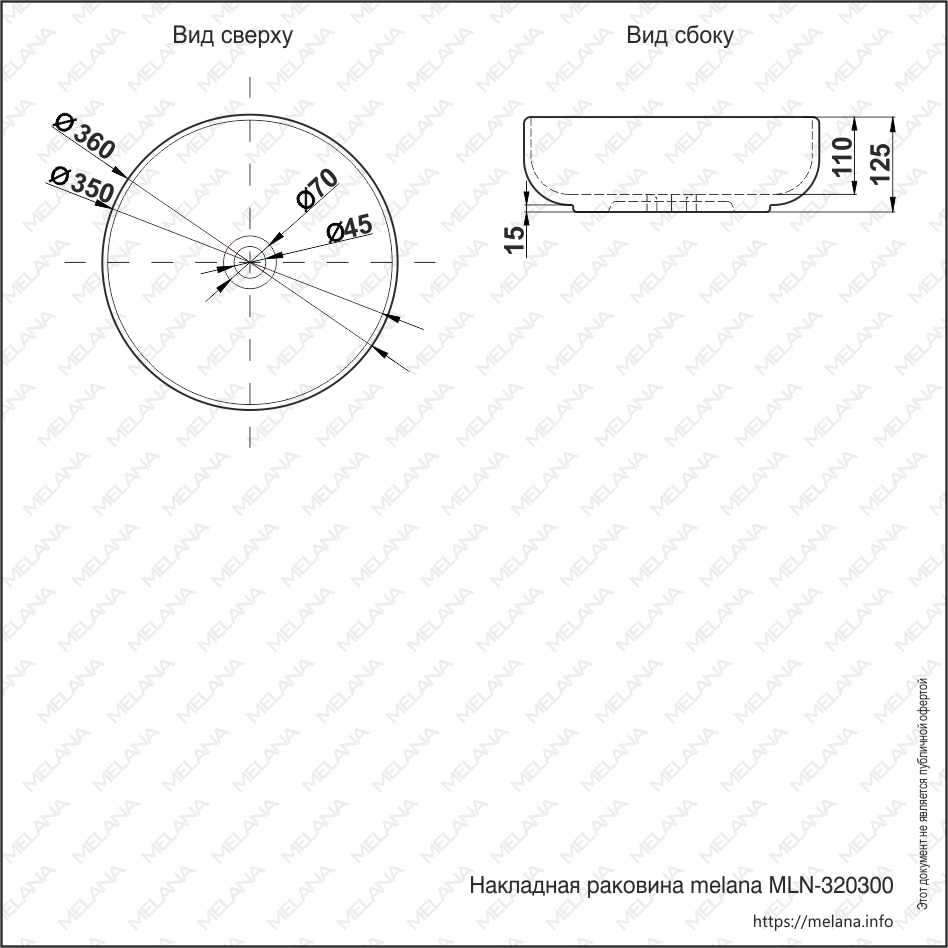 Вид сверху
Вид сбоку
Ø 360
Ø 350
Ø70
Ø45
110
125
15
Этот документ не является публичной офертой
Накладная раковина melana MLN-320300
https://melana.info
MELANA